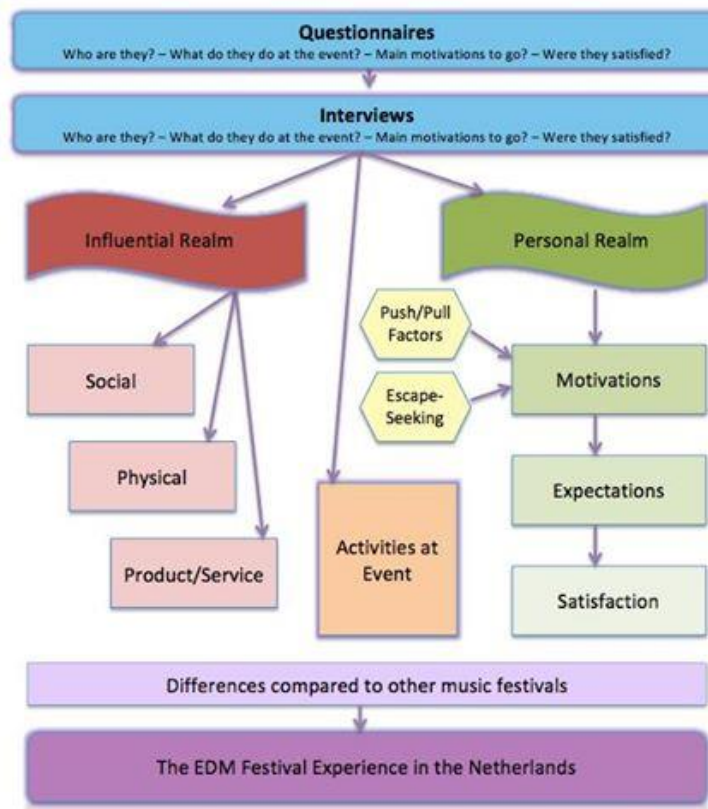 Questionnaires
Who are they? – What do they do at the event? – Main motivations to go? – Were they satisfied?
Interviews
Who are they? – What do they do at the event? – Main motivations to go? – Were they satisfied?
Influential Realm
Personal Realm
Push/Pull
Factors
Social
Motivations
Escape-
Seeking
Physical
Expectations
Activities at
Event
Product/Service
Satisfaction
Differences compared to other music festivals
The EDM Festival Experience in the Netherlands